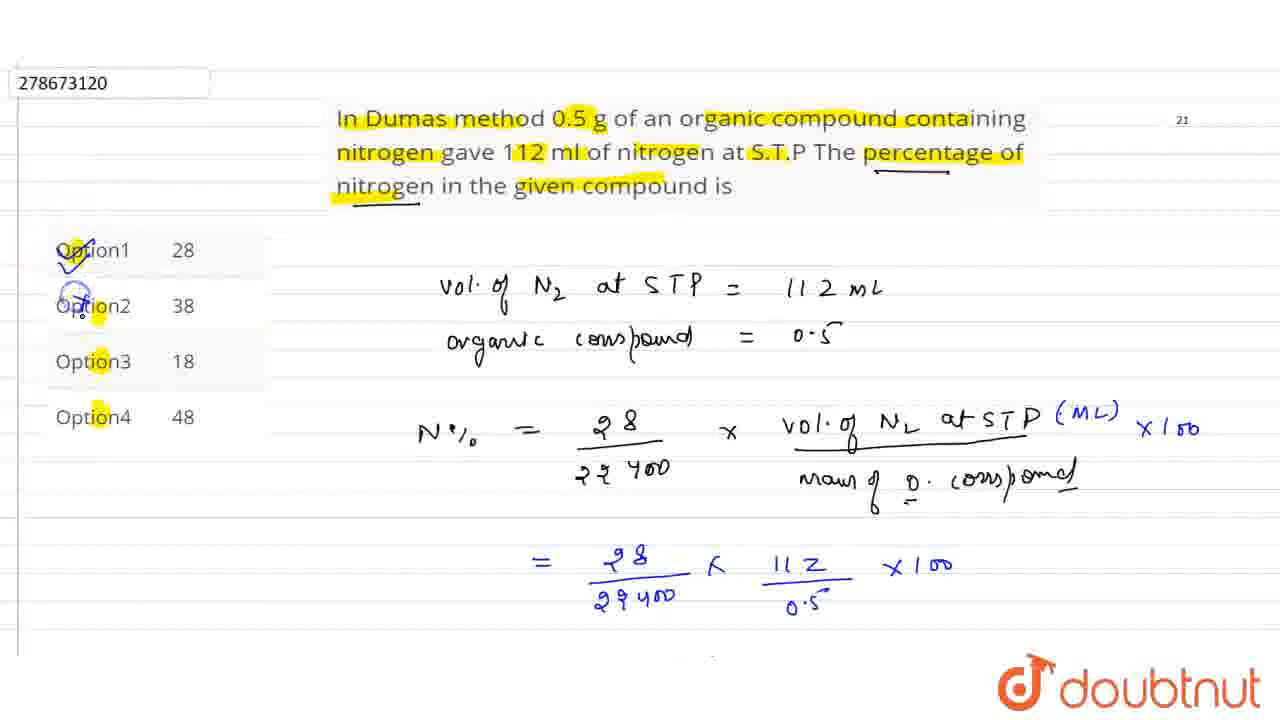 278673120
In Dumas method 0.5 g of an organic compound containing
nitrogen gave 112 ml of nitrogen at S.T.P The percentage of
nitrogen in the given compound is
21
Option1 28
Option2 38
Option3 18
Option4 48
Vol. of N2 at STP = 112 mL
organic compound = 0.5
N% = 28/22400 × Vol. of N2 at STP (ML)/mass of o. compound × 100
= 28/22400 × 112/0.5 × 100
doubtnut